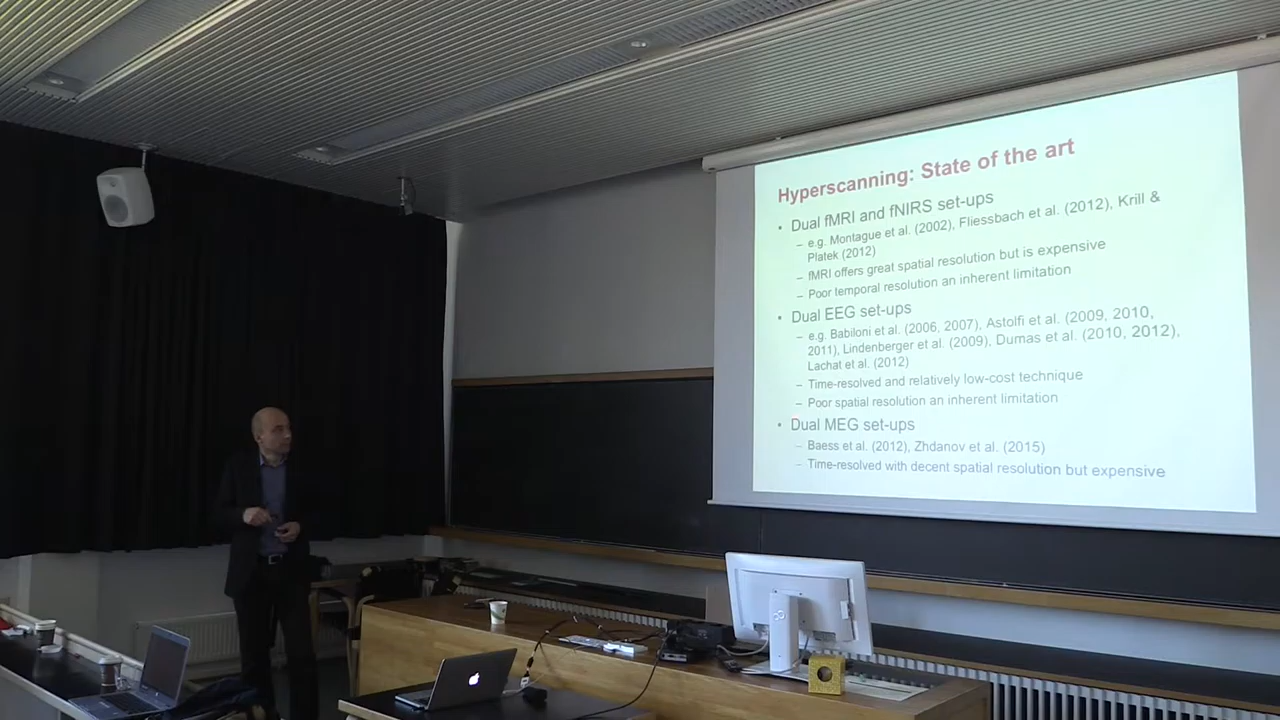 Hyperscanning: State of the art
• Dual fMRI and fNIRS set-ups
– e.g. Montague et al. (2002), Fliessbach et al. (2012), Krill &
Platek (2012)
– fMRI offers great spatial resolution but is expensive
– Poor temporal resolution an inherent limitation
• Dual EEG set-ups
– e.g. Babiloni et al. (2006, 2007), Astolfi et al. (2009, 2010,
2011), Lindenberger et al. (2009), Dumas et al. (2010, 2012),
Lachat et al. (2012)
– Time-resolved and relatively low-cost technique
– Poor spatial resolution an inherent limitation
• Dual MEG set-ups
– Baess et al. (2012), Zhdanov et al. (2015)
– Time-resolved with decent spatial resolution but expensive